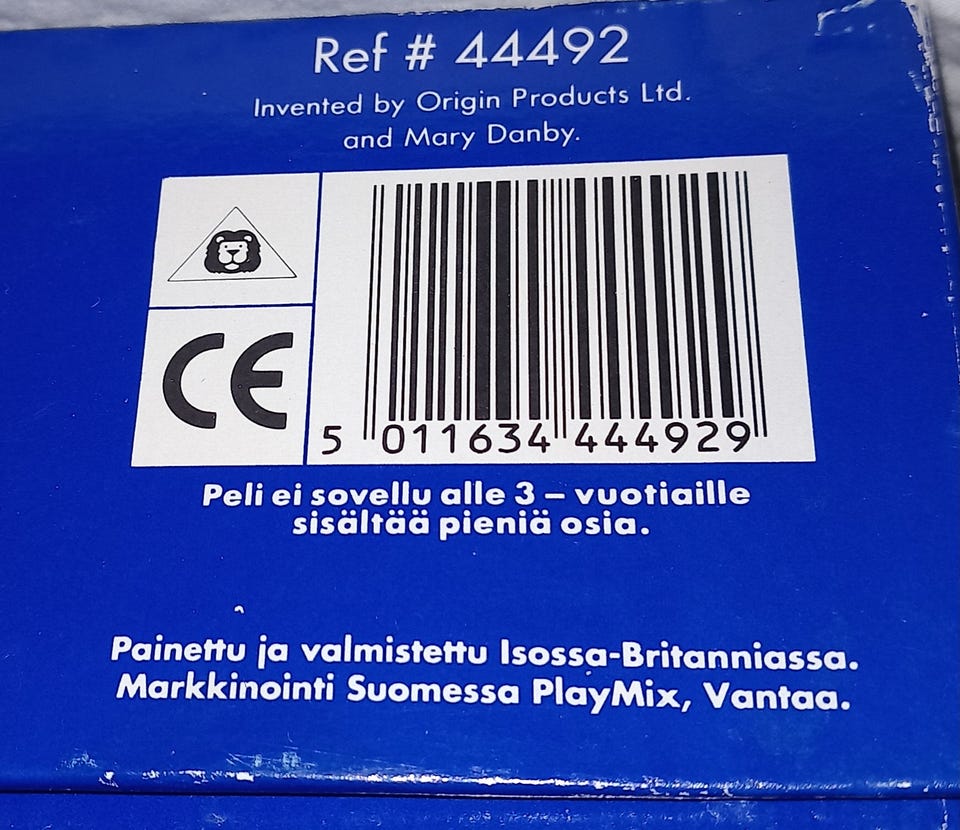 Ref # 44492
Invented by Origin Products Ltd.
and Mary Danby.
CE
5 011634 444929
Peli ei sovellu alle 3 – vuotiaille
sisältää pieniä osia.
Painettu ja valmistettu Isossa-Britanniassa.
Markkinointi Suomessa PlayMix, Vantaa.